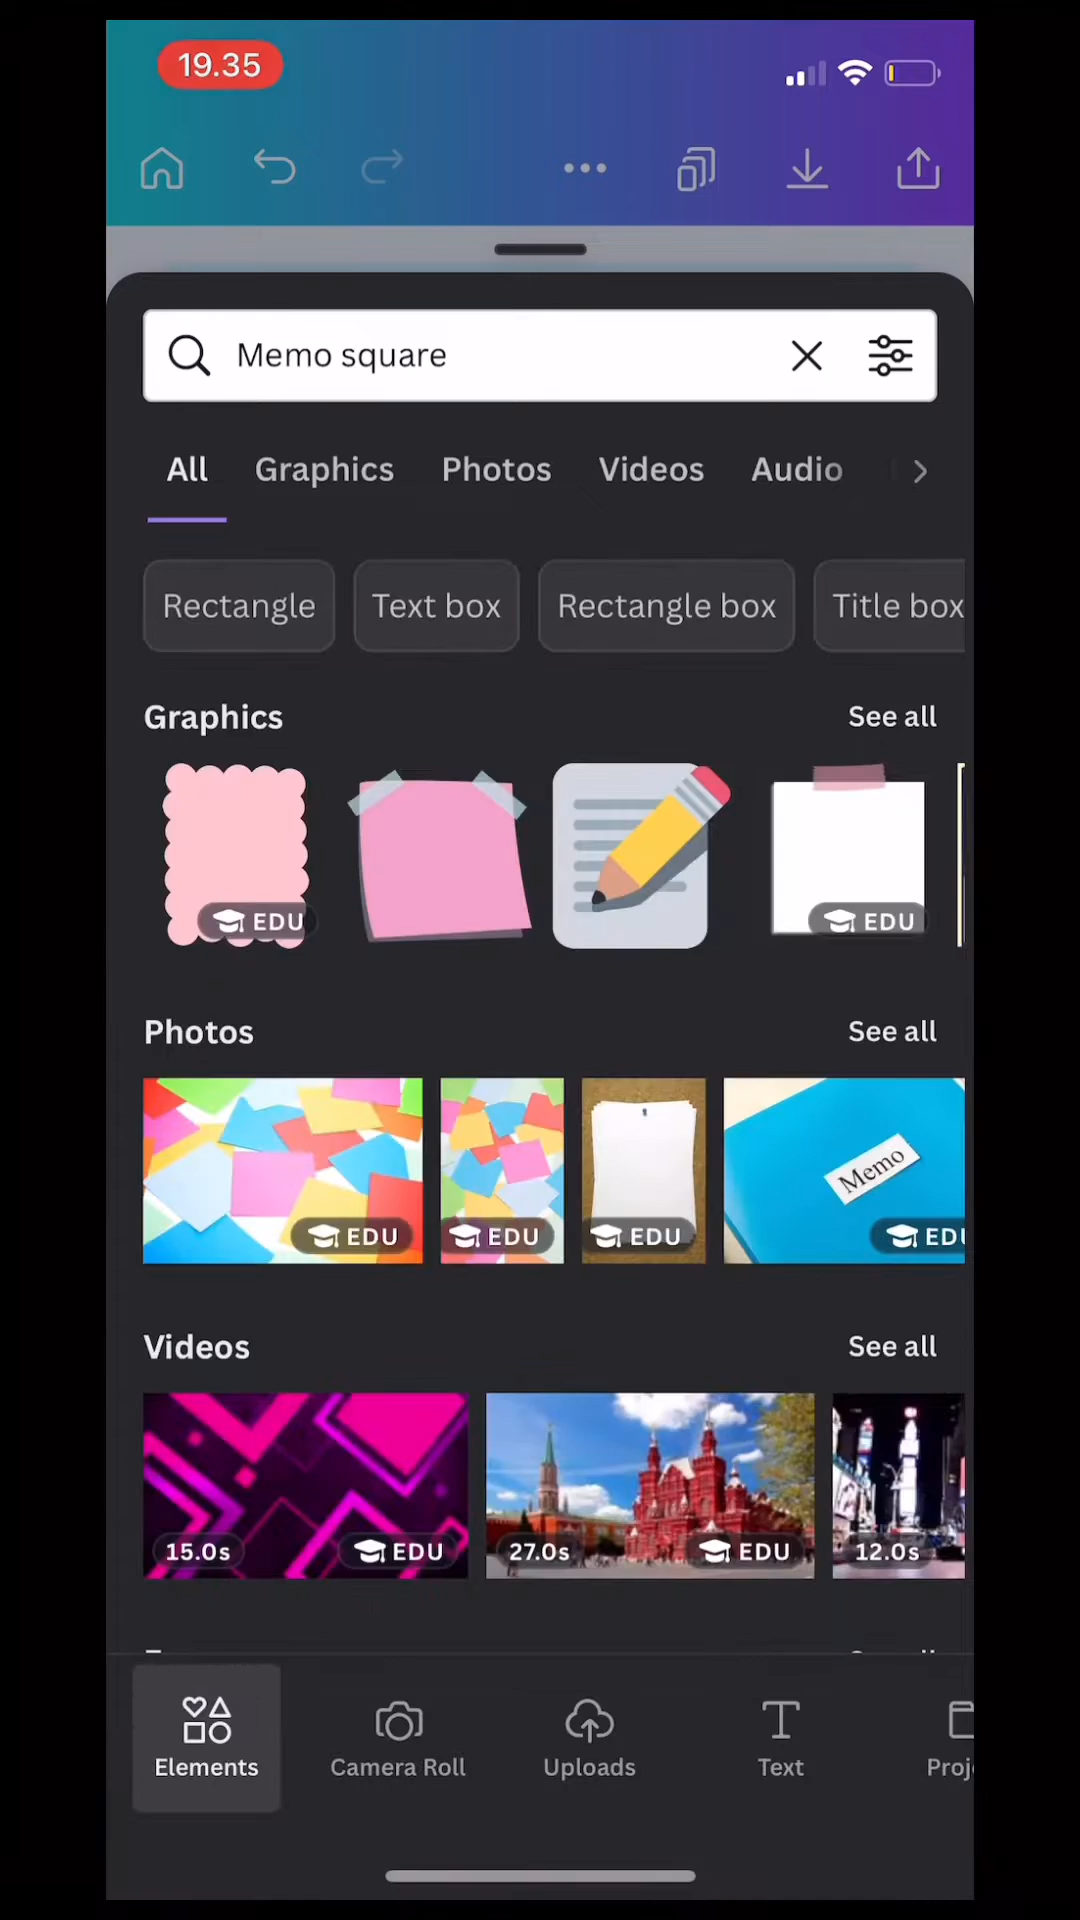 19.35
Memo square
All Graphics Photos Videos Audio
Rectangle Text box Rectangle box Title box
Graphics See all
EDU EDU
Photos See all
Memo
EDU EDU EDU EDU
Videos See all
15.0s EDU 27.0s EDU 12.0s
Elements Camera Roll Uploads Text Proj